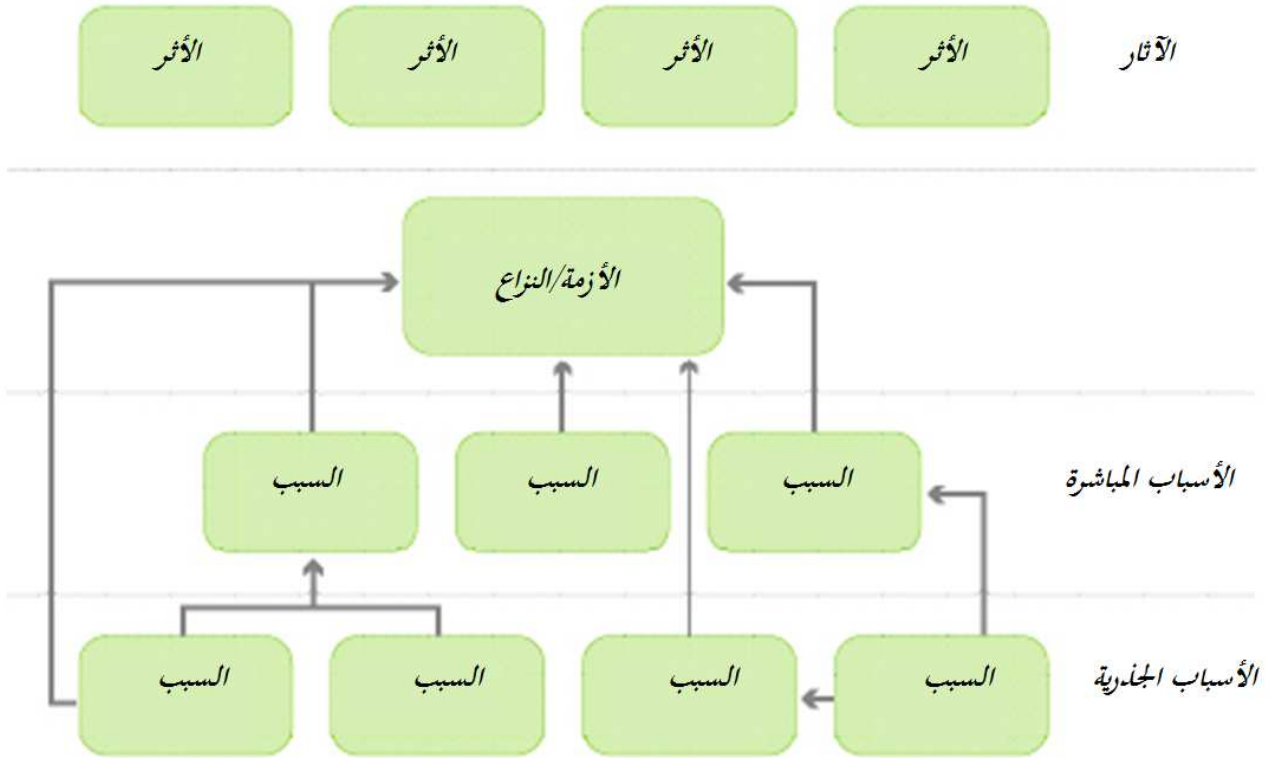 الآثار
الأثر
الأثر
الأثر
الأثر
الأزمة/النزاع
الأسباب المباشرة
السبب
السبب
السبب
الأسباب الجذرية
السبب
السبب
السبب
السبب